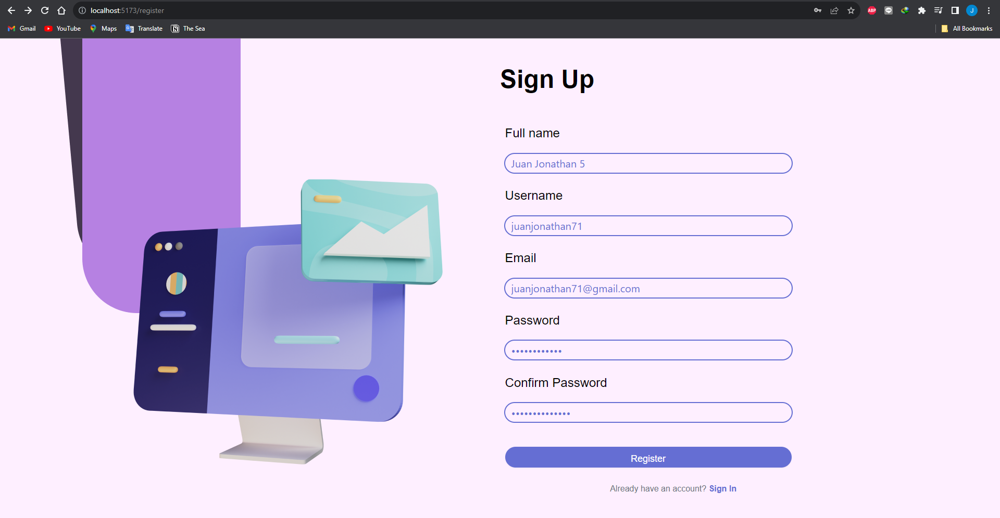 localhost:5173/register
ABP
J
Gmail YouTube Maps Translate The Sea All Bookmarks
Sign Up
Full name
Juan Jonathan 5
Username
juanjonathan71
Email
juanjonathan71@gmail.com
Password
••••••••••••
Confirm Password
••••••••••••••
Register
Already have an account? Sign In